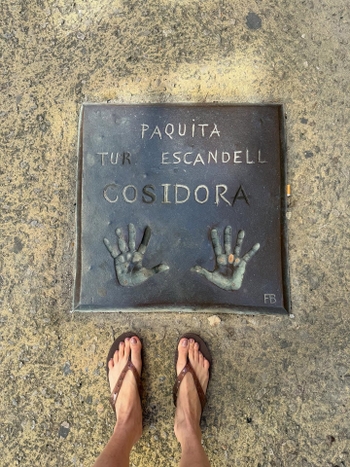 PAQUITA
TUR ESCANDELL
COSIDORA
FB